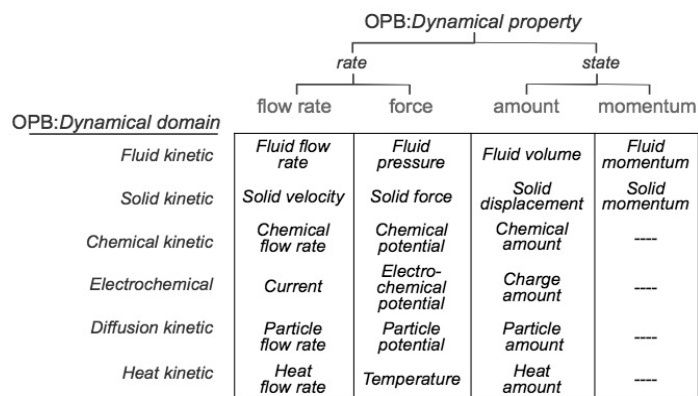 OPB:Dynamical property
rate state
flow rate force amount momentum
OPB:Dynamical domain
Fluid kinetic Fluid flow rate Fluid pressure Fluid volume Fluid momentum
Solid kinetic Solid velocity Solid force Solid displacement Solid momentum
Chemical kinetic Chemical flow rate Chemical potential Chemical amount ----
Electrochemical Current Electro-chemical potential Charge amount ----
Diffusion kinetic Particle flow rate Particle potential Particle amount ----
Heat kinetic Heat flow rate Temperature Heat amount ----